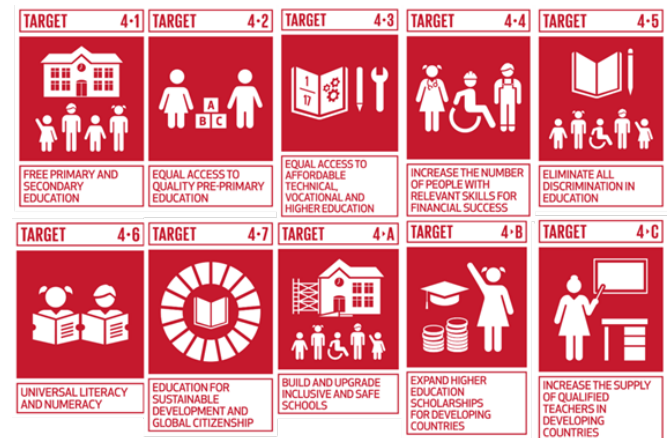 TARGET 4·1
FREE PRIMARY AND
SECONDARY
EDUCATION
TARGET 4·2
A
B C
EQUAL ACCESS TO
QUALITY PRE-PRIMARY
EDUCATION
TARGET 4·3
1
17
EQUAL ACCESS TO
AFFORDABLE
TECHNICAL,
VOCATIONAL AND
HIGHER EDUCATION
TARGET 4·4
INCREASE THE NUMBER
OF PEOPLE WITH
RELEVANT SKILLS FOR
FINANCIAL SUCCESS
TARGET 4·5
ELIMINATE ALL
DISCRIMINATION IN
EDUCATION
TARGET 4·6
UNIVERSAL LITERACY
AND NUMERACY
TARGET 4·7
EDUCATION FOR
SUSTAINABLE
DEVELOPMENT AND
GLOBAL CITIZENSHIP
TARGET 4·A
BUILD AND UPGRADE
INCLUSIVE AND SAFE
SCHOOLS
TARGET 4·B
EXPAND HIGHER
EDUCATION
SCHOLARSHIPS
FOR DEVELOPING
COUNTRIES
TARGET 4·C
INCREASE THE SUPPLY
OF QUALIFIED
TEACHERS IN
DEVELOPING
COUNTRIES